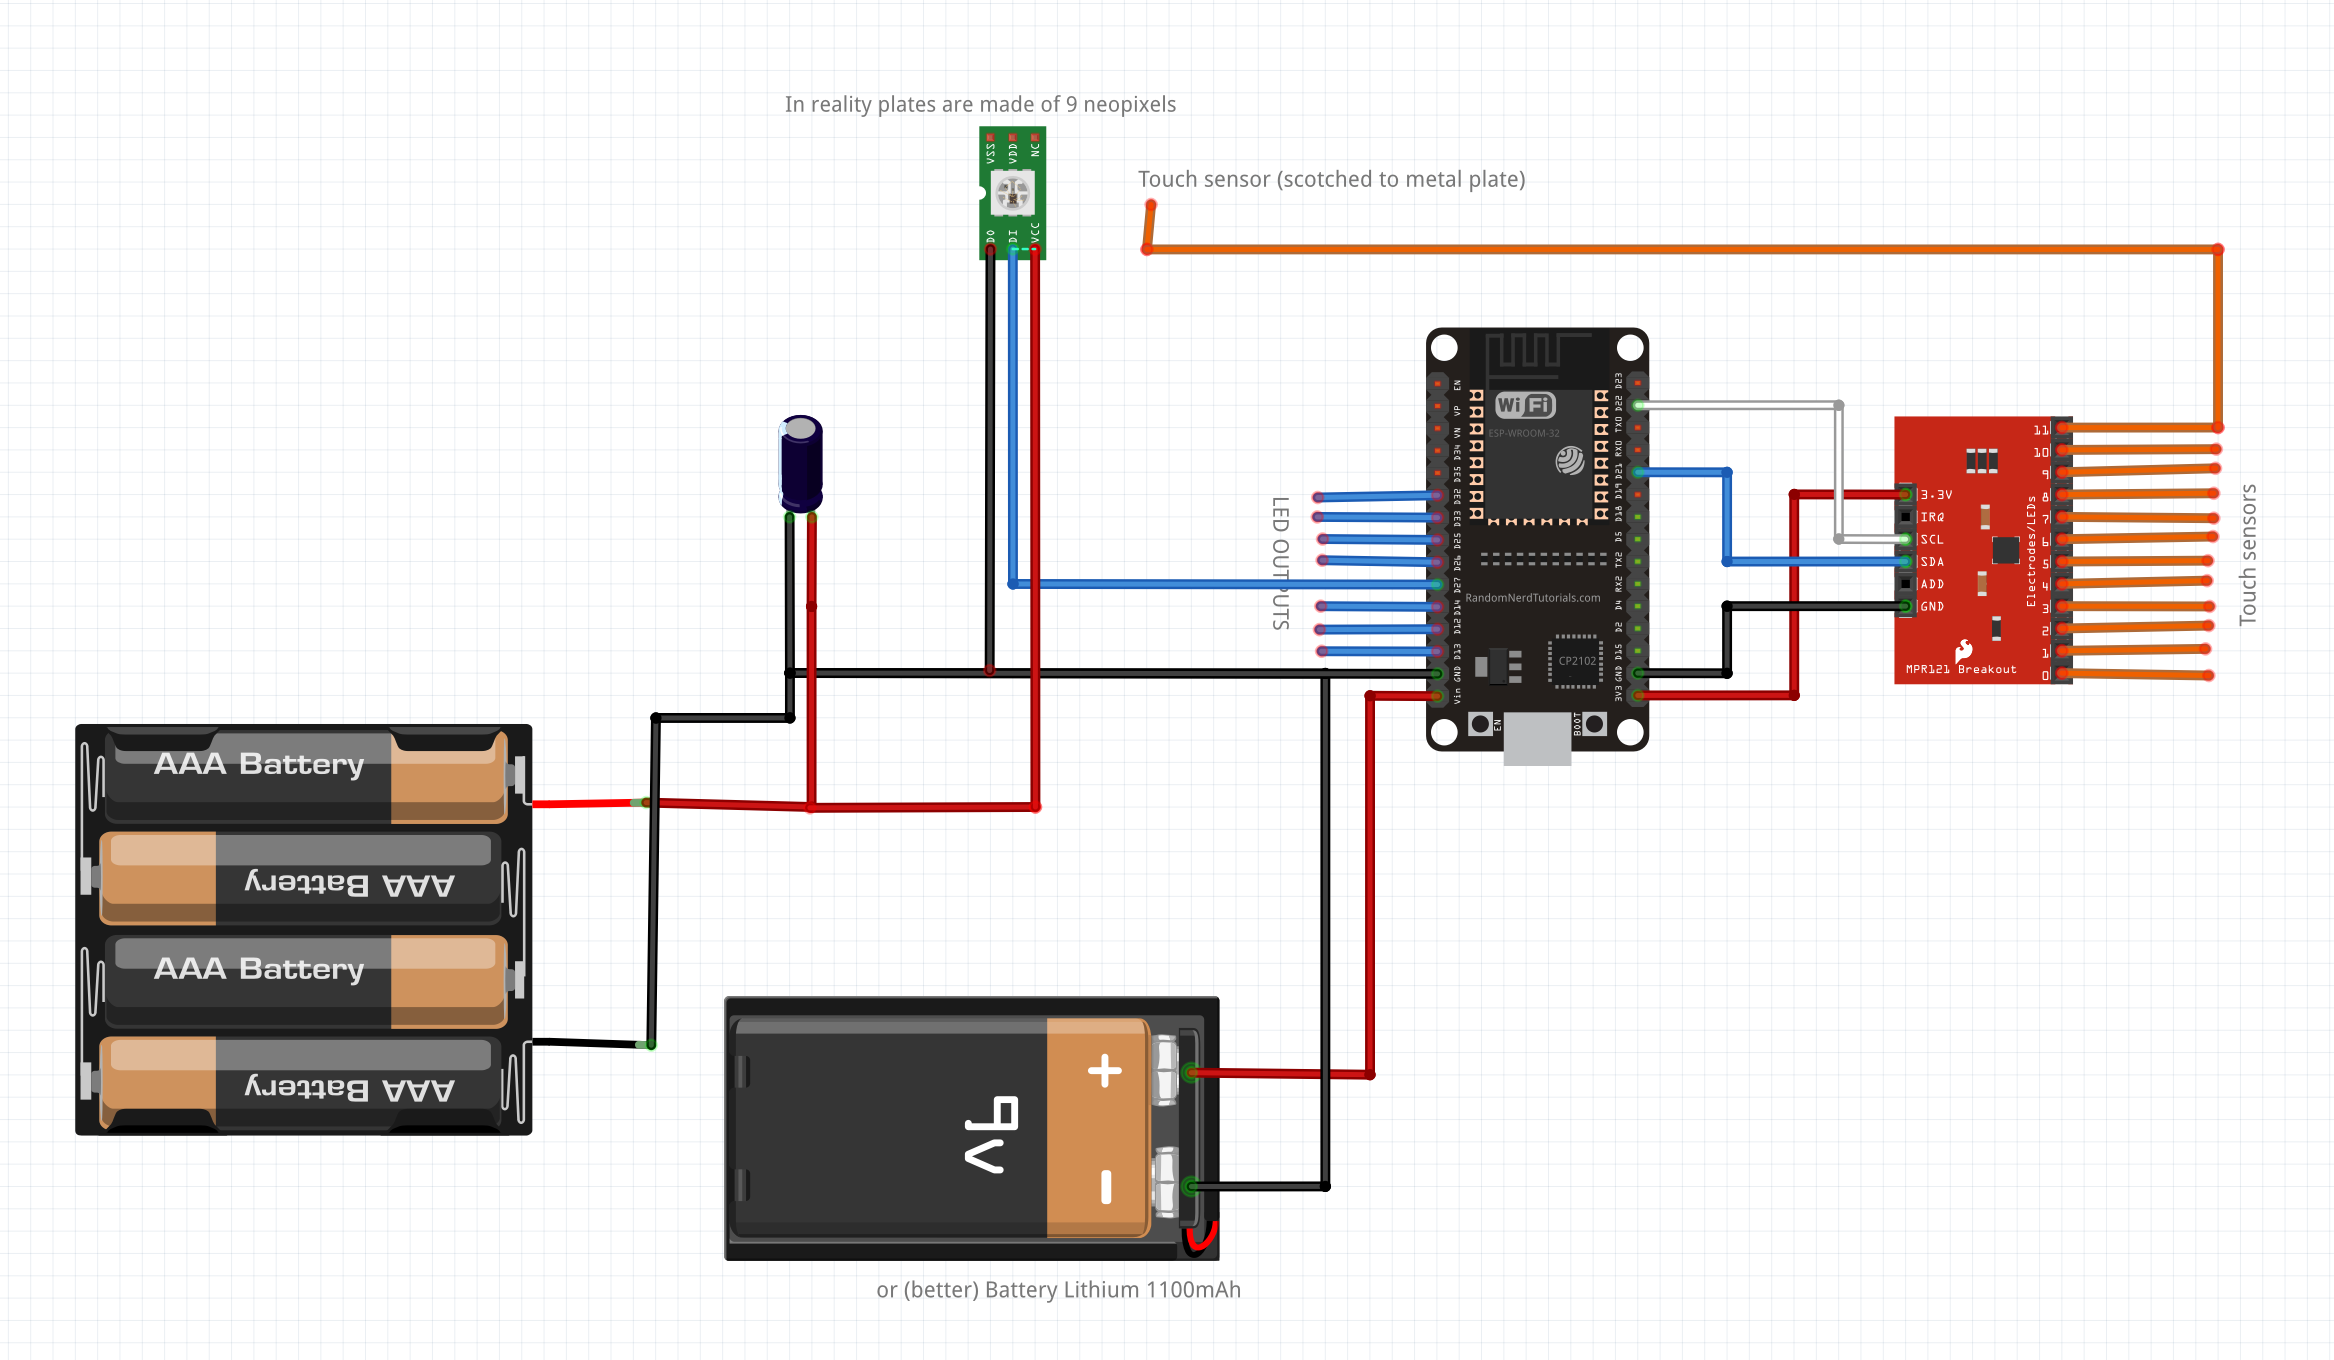 In reality plates are made of 9 neopixels
VSS
VDD
NC
DO
DI
VCC
Touch sensor (scotched to metal plate)
LED OUTPUTS
EN
VP
VN
D34
D35
D32
D33
D25
D26
D27
D14
D12
D13
GND
Vin
WiFi
ESP-WROOM-32
RandomNerdTutorials.com
CP2102
EN
BOOT
D23
D22
TX0
RX0
D21
D19
D18
D5
TX2
RX2
D4
D2
D15
GND
3V3
3.3V
IRQ
SCL
SDA
ADD
GND
Electrodes/LEDs
MPR121 Breakout
11
10
9
8
7
6
5
4
3
2
1
0
Touch sensors
AAA Battery
AAA Battery
AAA Battery
AAA Battery
9v
+
-
or (better) Battery Lithium 1100mAh